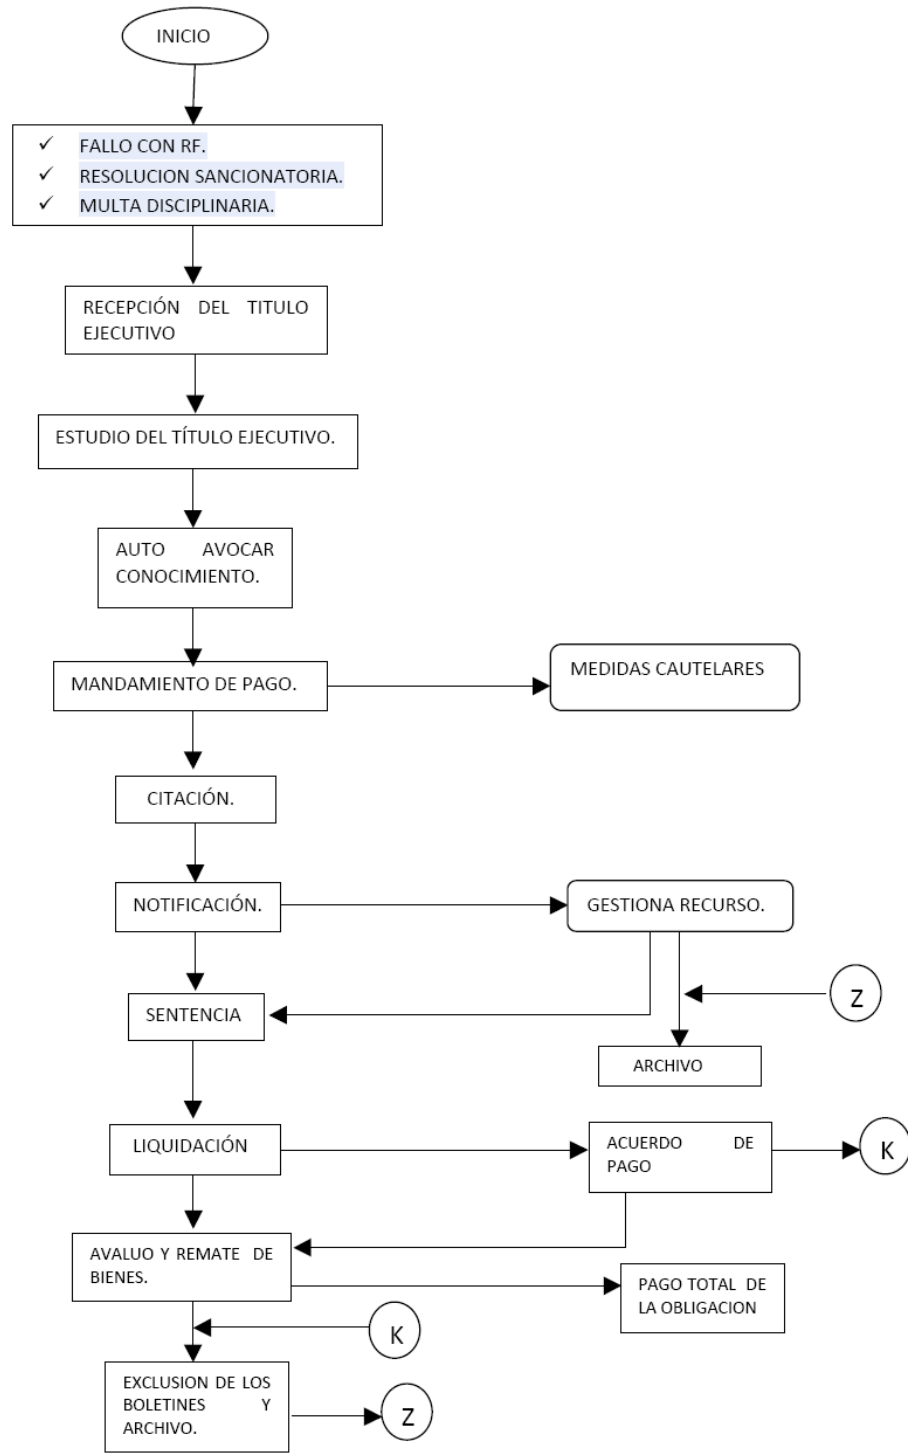 INICIO
FALLO CON RF.
RESOLUCION SANCIONATORIA.
MULTA DISCIPLINARIA.
RECEPCIÓN DEL TITULO
EJECUTIVO
ESTUDIO DEL TÍTULO EJECUTIVO.
AUTO AVOCAR
CONOCIMIENTO.
MANDAMIENTO DE PAGO.
MEDIDAS CAUTELARES
CITACIÓN.
NOTIFICACIÓN.
GESTIONA RECURSO.
SENTENCIA
Z
ARCHIVO
LIQUIDACIÓN
ACUERDO DE
PAGO
K
AVALUO Y REMATE DE
BIENES.
PAGO TOTAL DE
LA OBLIGACION
K
EXCLUSION DE LOS
BOLETINES Y
ARCHIVO.
Z